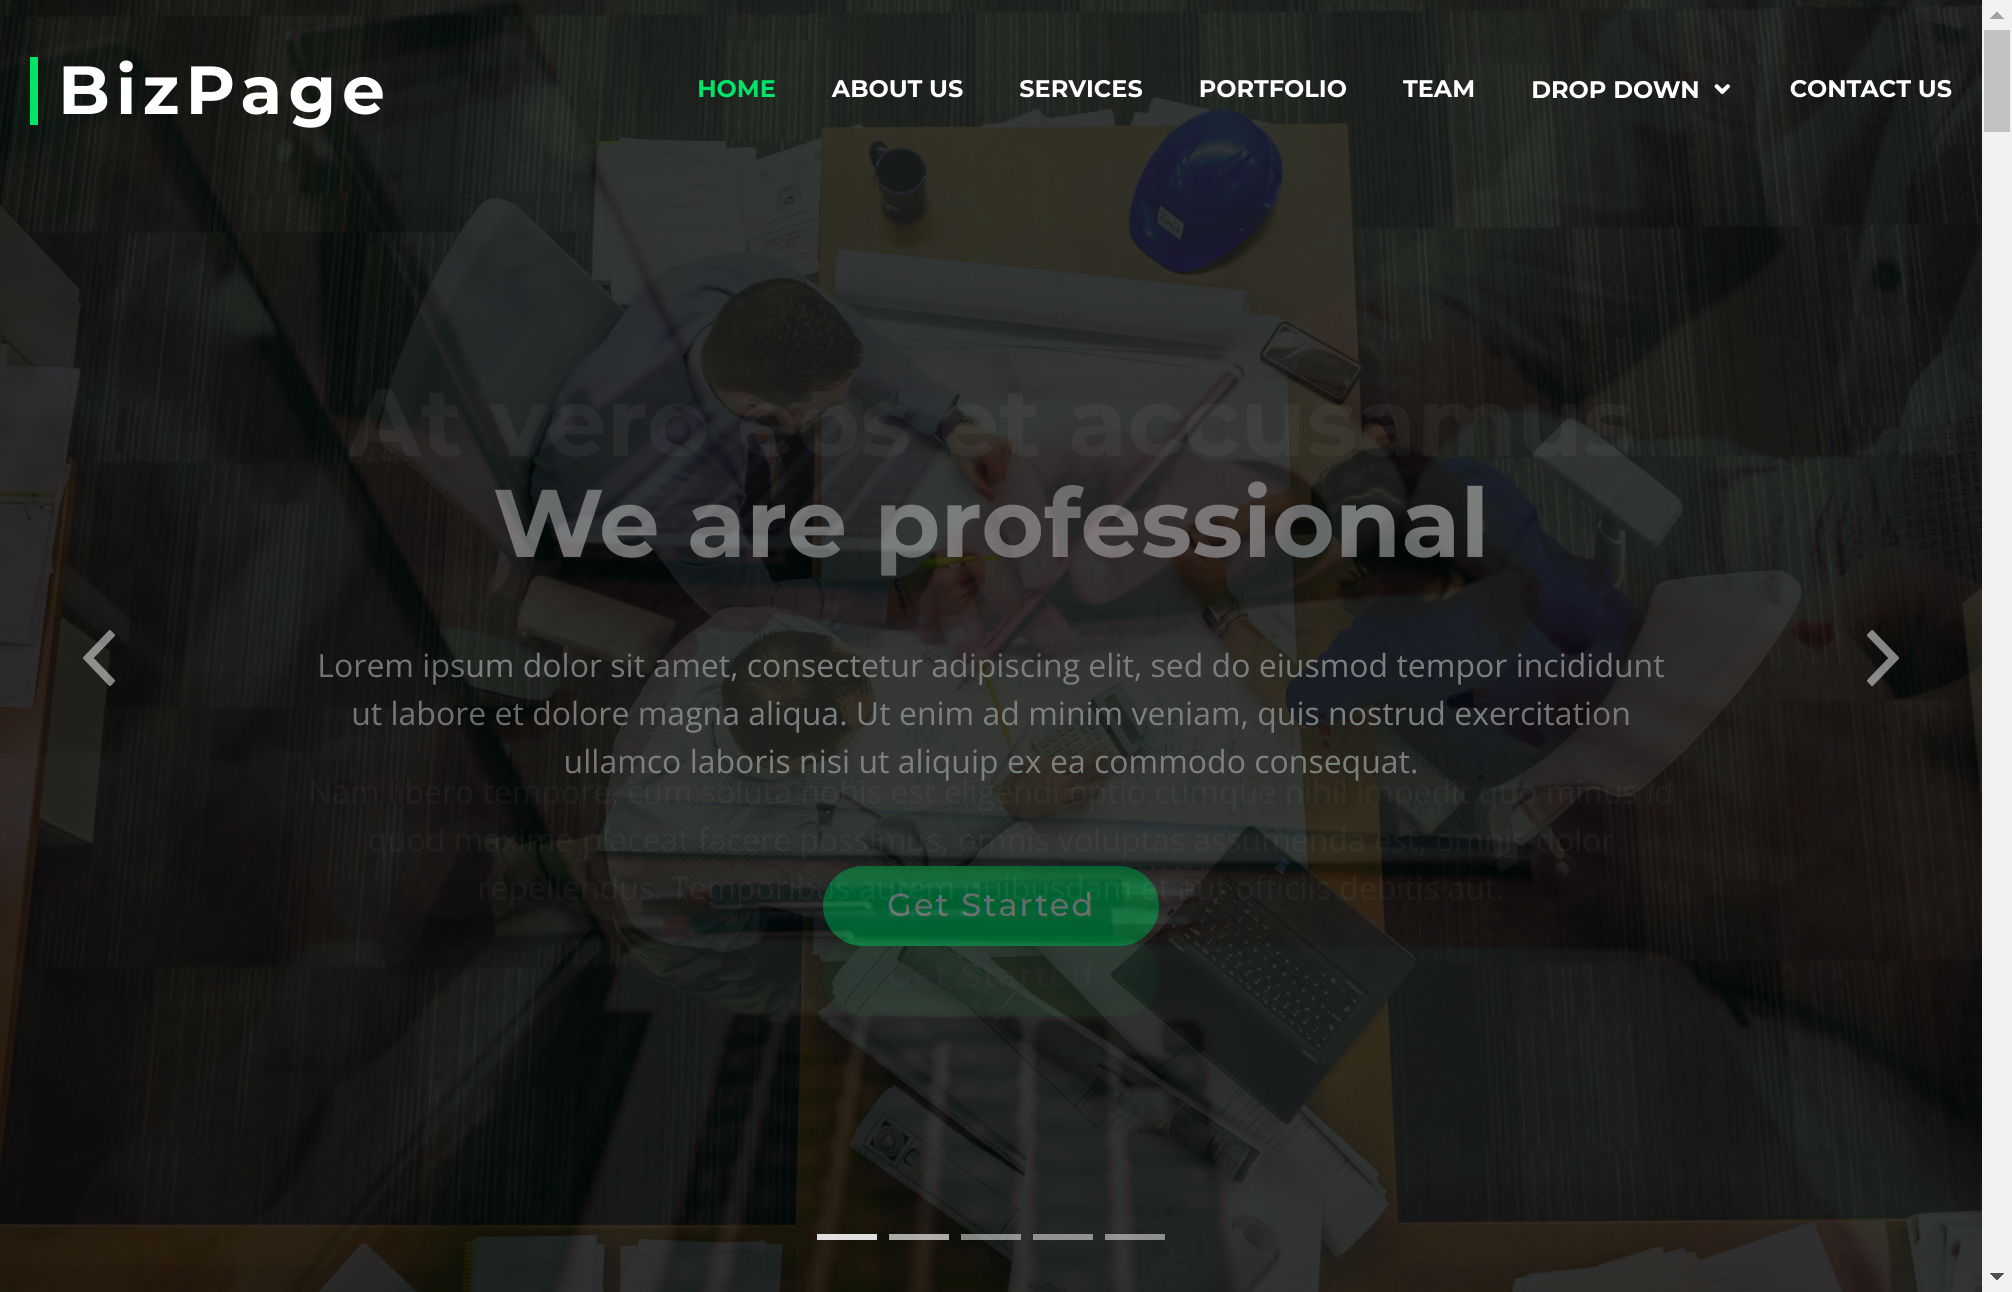 BizPage
HOME ABOUT US SERVICES PORTFOLIO TEAM DROP DOWN CONTACT US
At vero eos et accusamus
We are professional
Lorem ipsum dolor sit amet, consectetur adipiscing elit, sed do eiusmod tempor incididunt
ut labore et dolore magna aliqua. Ut enim ad minim veniam, quis nostrud exercitation
ullamco laboris nisi ut aliquip ex ea commodo consequat.
Nam libero tempore, cum soluta nobis est eligendi optio cumque nihil impedit quo minus id
quod maxime placeat facere possimus, omnis voluptas assumenda est, omnis dolor
repellendus. Temporibus autem quibusdam et aut officiis debitis aut.
Get Started
Get Started